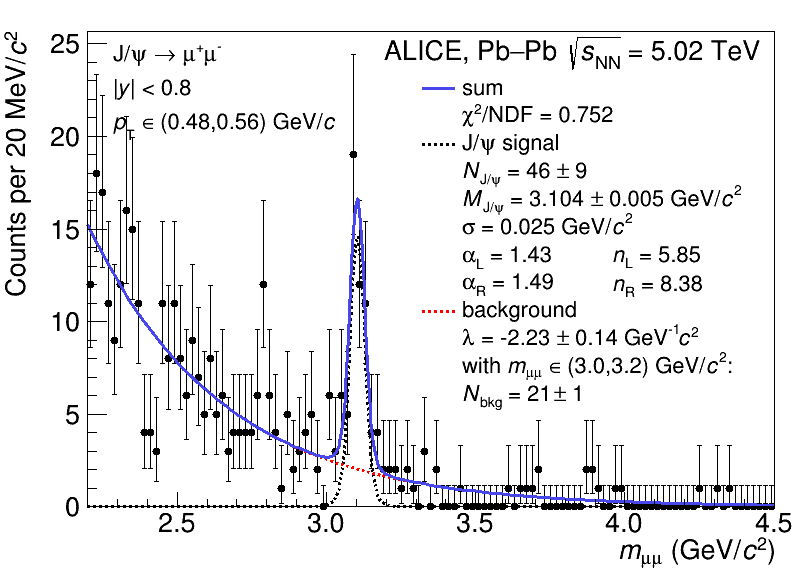 ALICE, Pb–Pb √sNN = 5.02 TeV
J/ψ → μ+μ-
|y| < 0.8
p ∈ (0.48,0.56) GeV/c
sum
χ2/NDF = 0.752
J/ψ signal
NJ/ψ = 46 ± 9
MJ/ψ = 3.104 ± 0.005 GeV/c2
σ = 0.025 GeV/c2
αL = 1.43 nL = 5.85
αR = 1.49 nR = 8.38
background
λ = -2.23 ± 0.14 GeV-1c2
with mμμ ∈ (3.0,3.2) GeV/c2:
Nbkg = 21 ± 1
Counts per 20 MeV/c2
25
20
15
10
5
0
2.5 3.0 3.5 4.0 4.5
mμμ (GeV/c2)